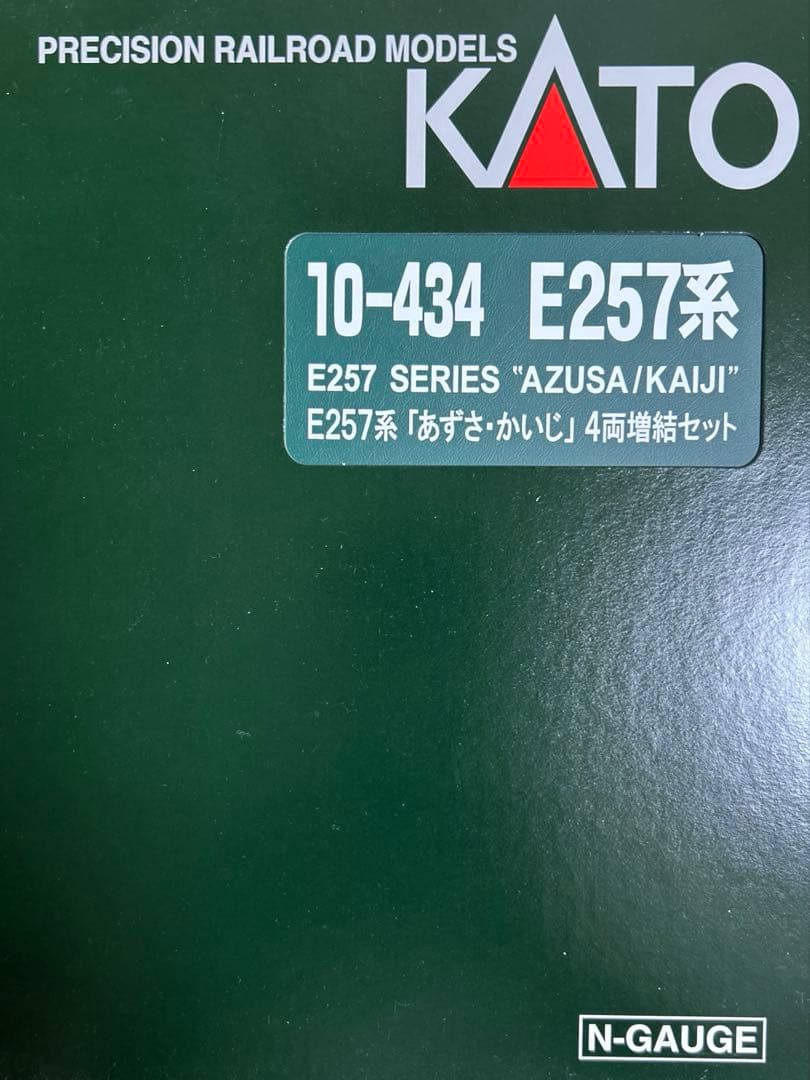 PRECISION RAILROAD MODELS
KATO
10-434 E257系
E257 SERIES “AZUSA/KAIJI”
E257系「あずさ・かいじ」4両増結セット
N-GAUGE